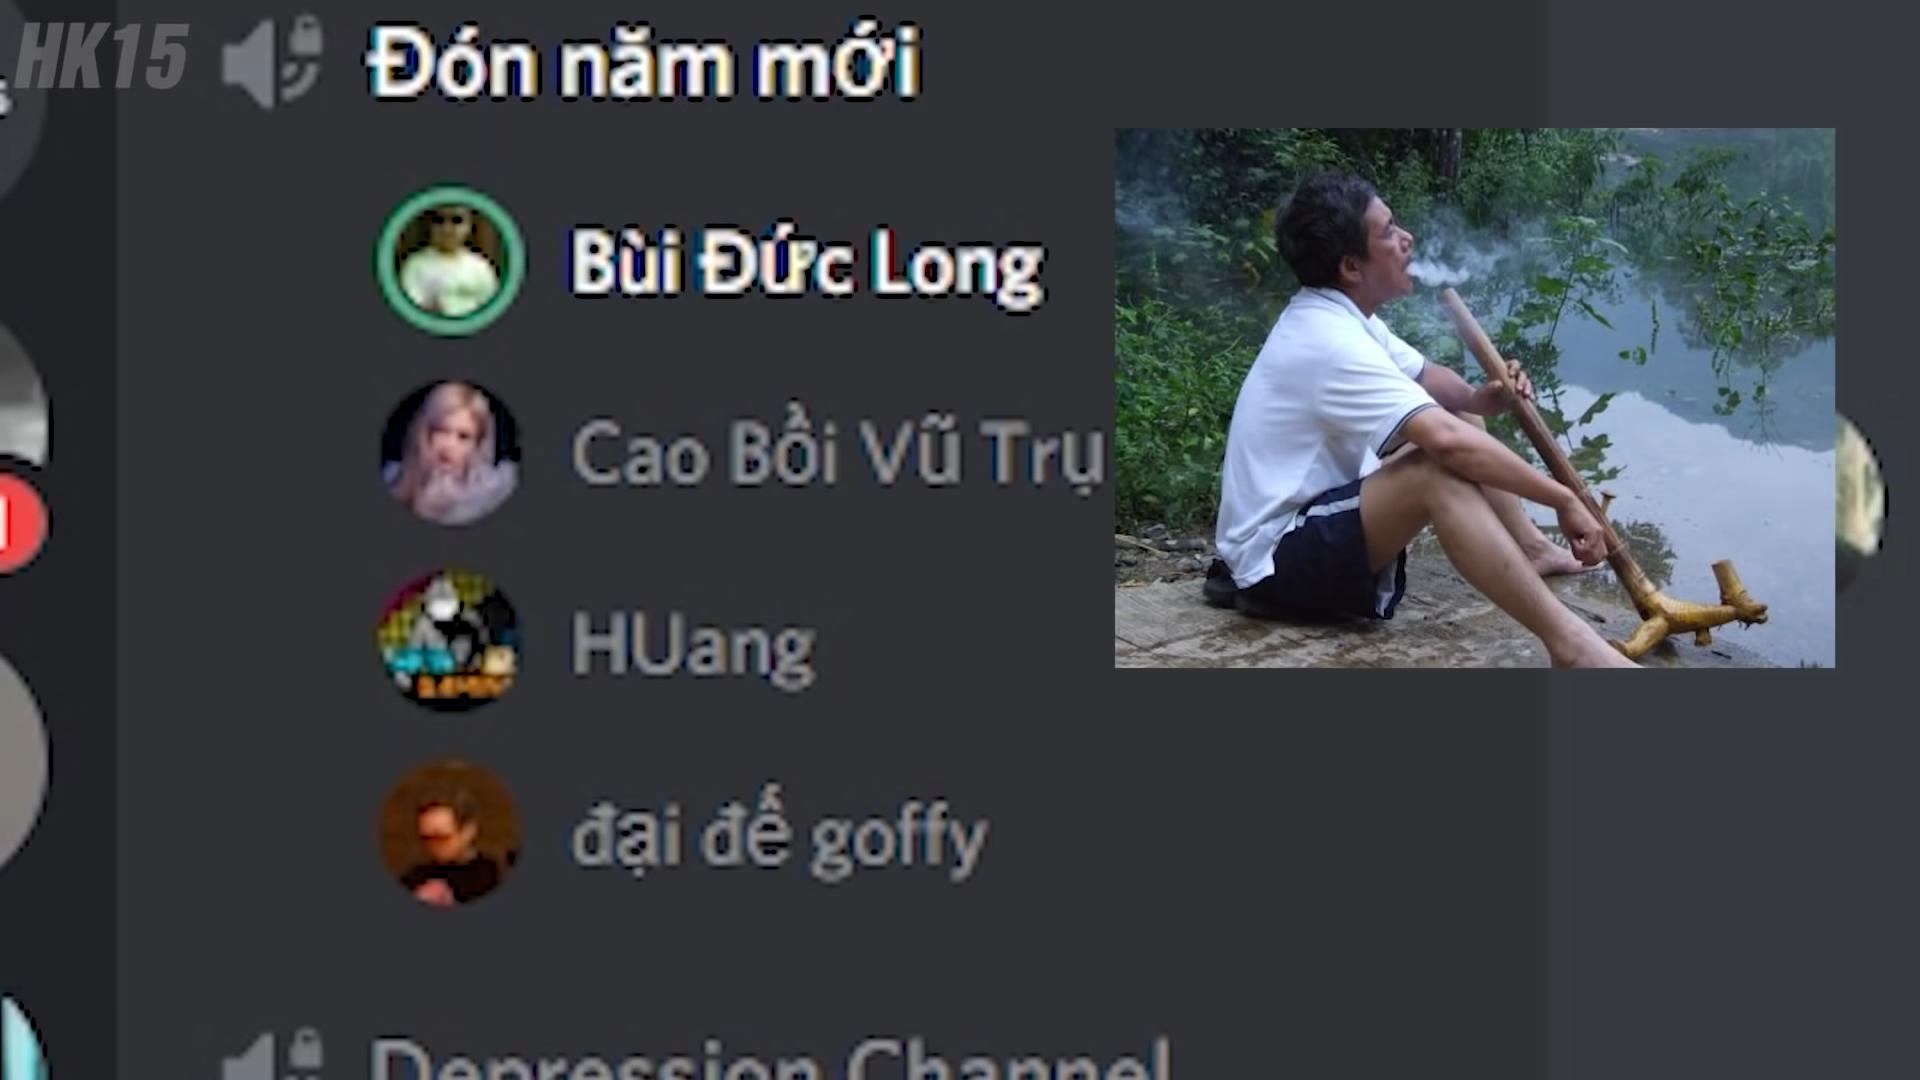 HK15
Đón năm mới
Bùi Đức Long
Cao Bồi Vũ Trụ
HUang
đại đế goffy
Depression Channel